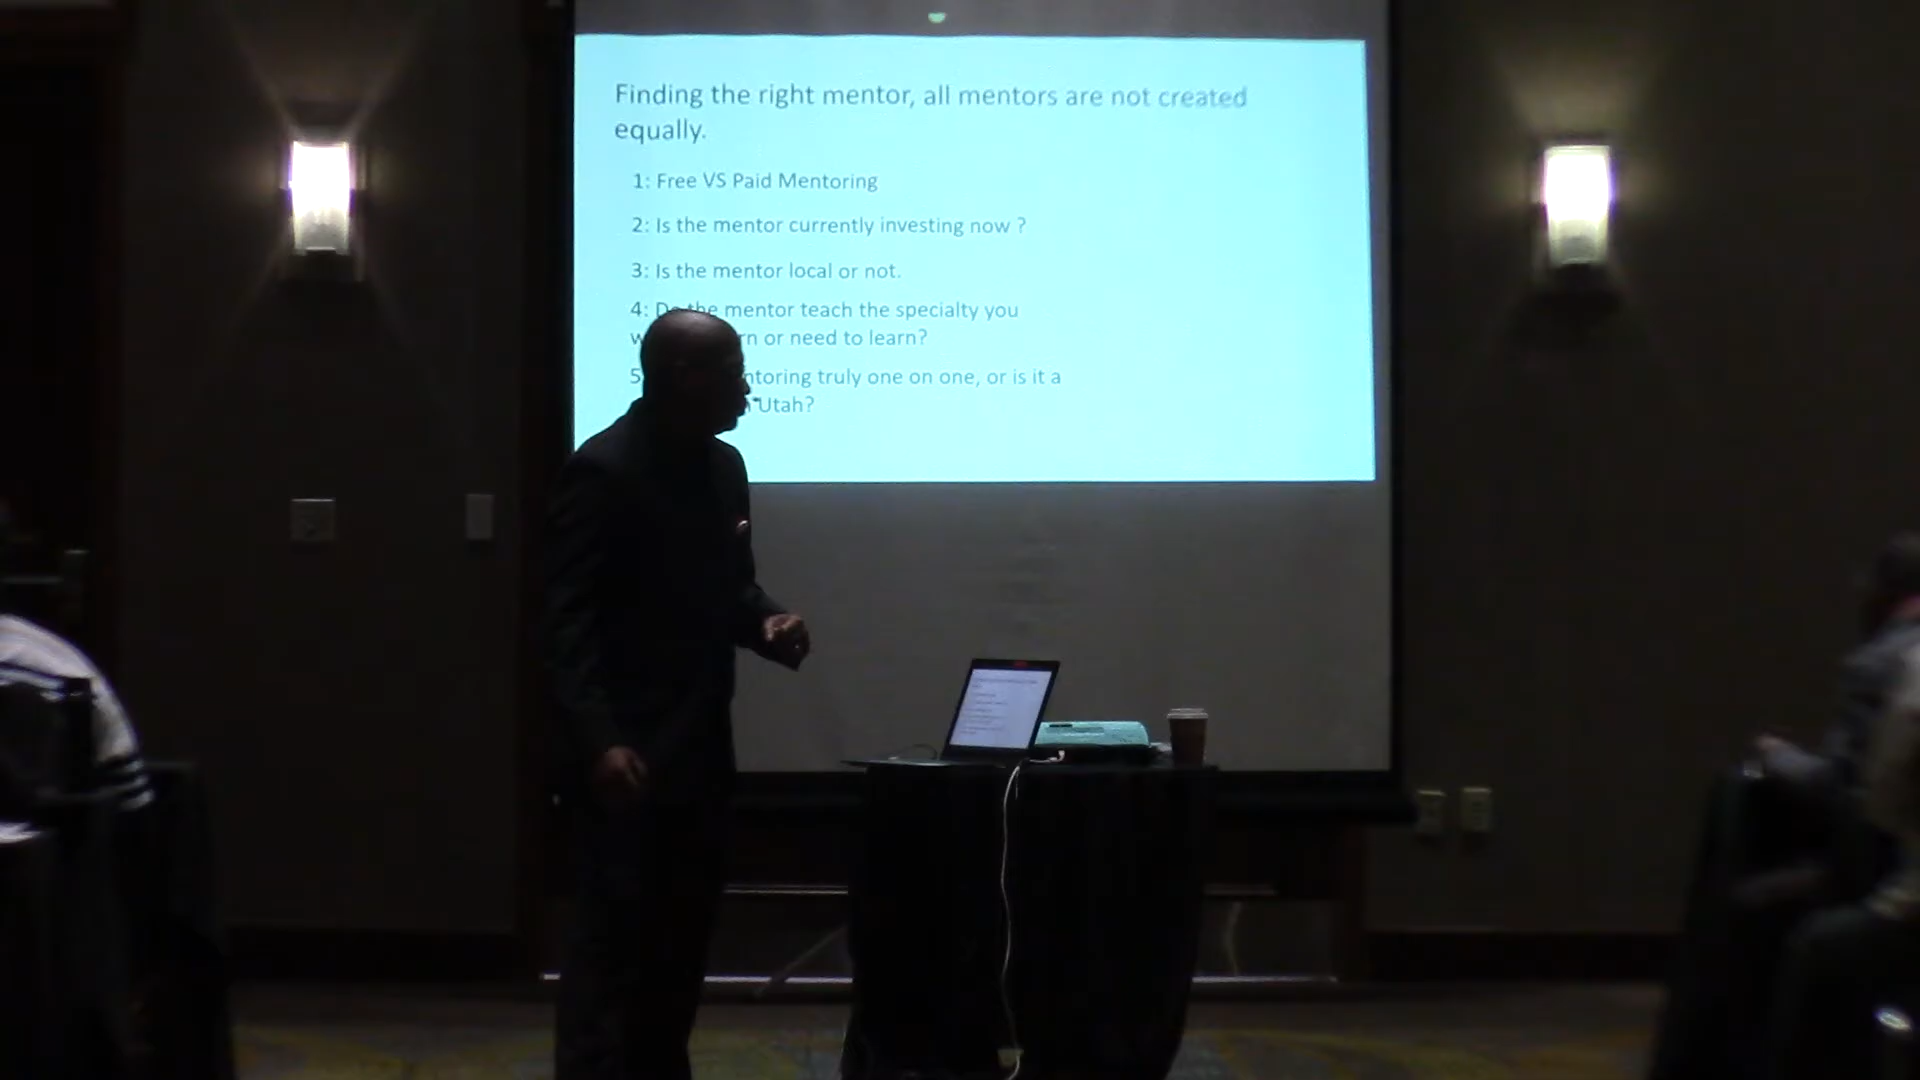 Finding the right mentor, all mentors are not created
equally.
1: Free VS Paid Mentoring
2: Is the mentor currently investing now ?
3: Is the mentor local or not.
4: Do the mentor teach the specialty you
or need to learn?
5 truly one on one, or is it a
Utah?